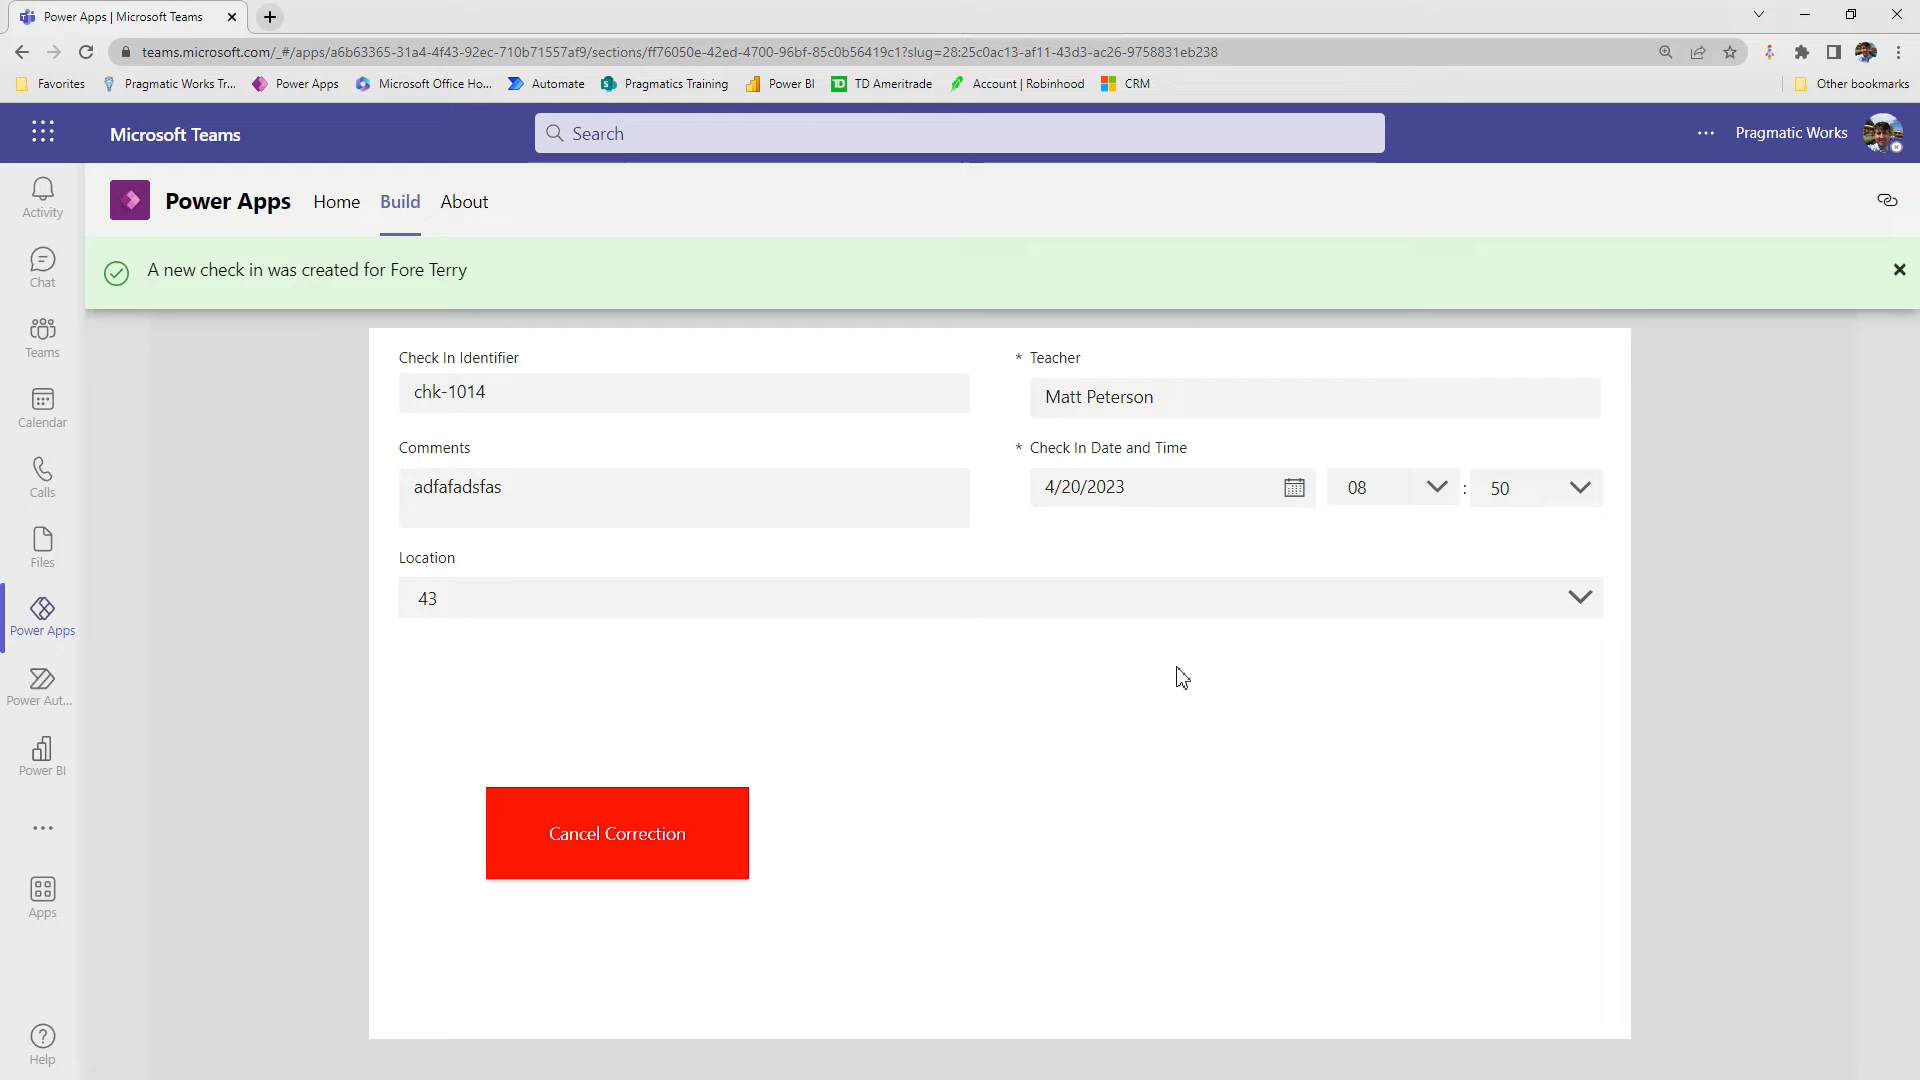 Power Apps | Microsoft Teams
teams.microsoft.com/_#/apps/a6b63365-31a4-4f43-92ec-710b71557af9/sections/ff76050e-42ed-4700-96bf-85c0b56419c1?slug=28:25c0ac13-af11-43d3-ac26-9758831eb238
Favorites Pragmatic Works Tr... Power Apps Microsoft Office Ho... Automate Pragmatics Training Power BI TD Ameritrade Account | Robinhood CRM Other bookmarks
Microsoft Teams Search Pragmatic Works
Power Apps Home Build About
Activity
Chat
Teams
Calendar
Calls
Files
Power Apps
Power Aut...
Power BI
Apps
Help
A new check in was created for Fore Terry
Check In Identifier
chk-1014
* Teacher
Matt Peterson
Comments
adfafadsfas
* Check In Date and Time
4/20/2023 08 : 50
Location
43
Cancel Correction